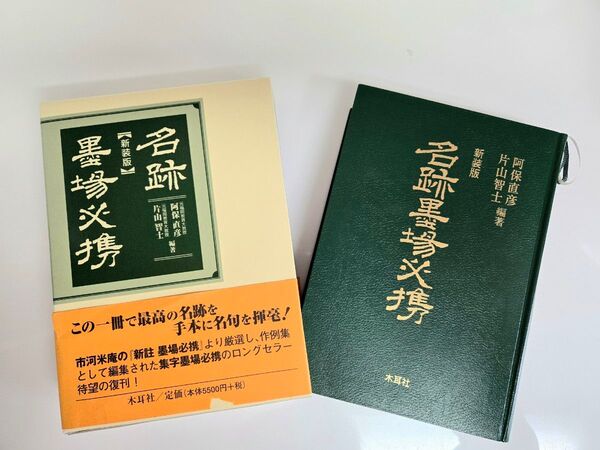 名跡
【新装版】
墨場必携
阿保直彦
片山智士
編著
この一冊で最高の名跡を
手本に名句を揮毫!
市河米庵の『新註 墨場必携』より厳選し、作例集
として編集された集字墨場必携のロングセラー
待望の復刊!
木耳社/定価(本体5500円+税)
阿保直彦
片山智士 編著
新装版
名跡墨場必携
木耳社